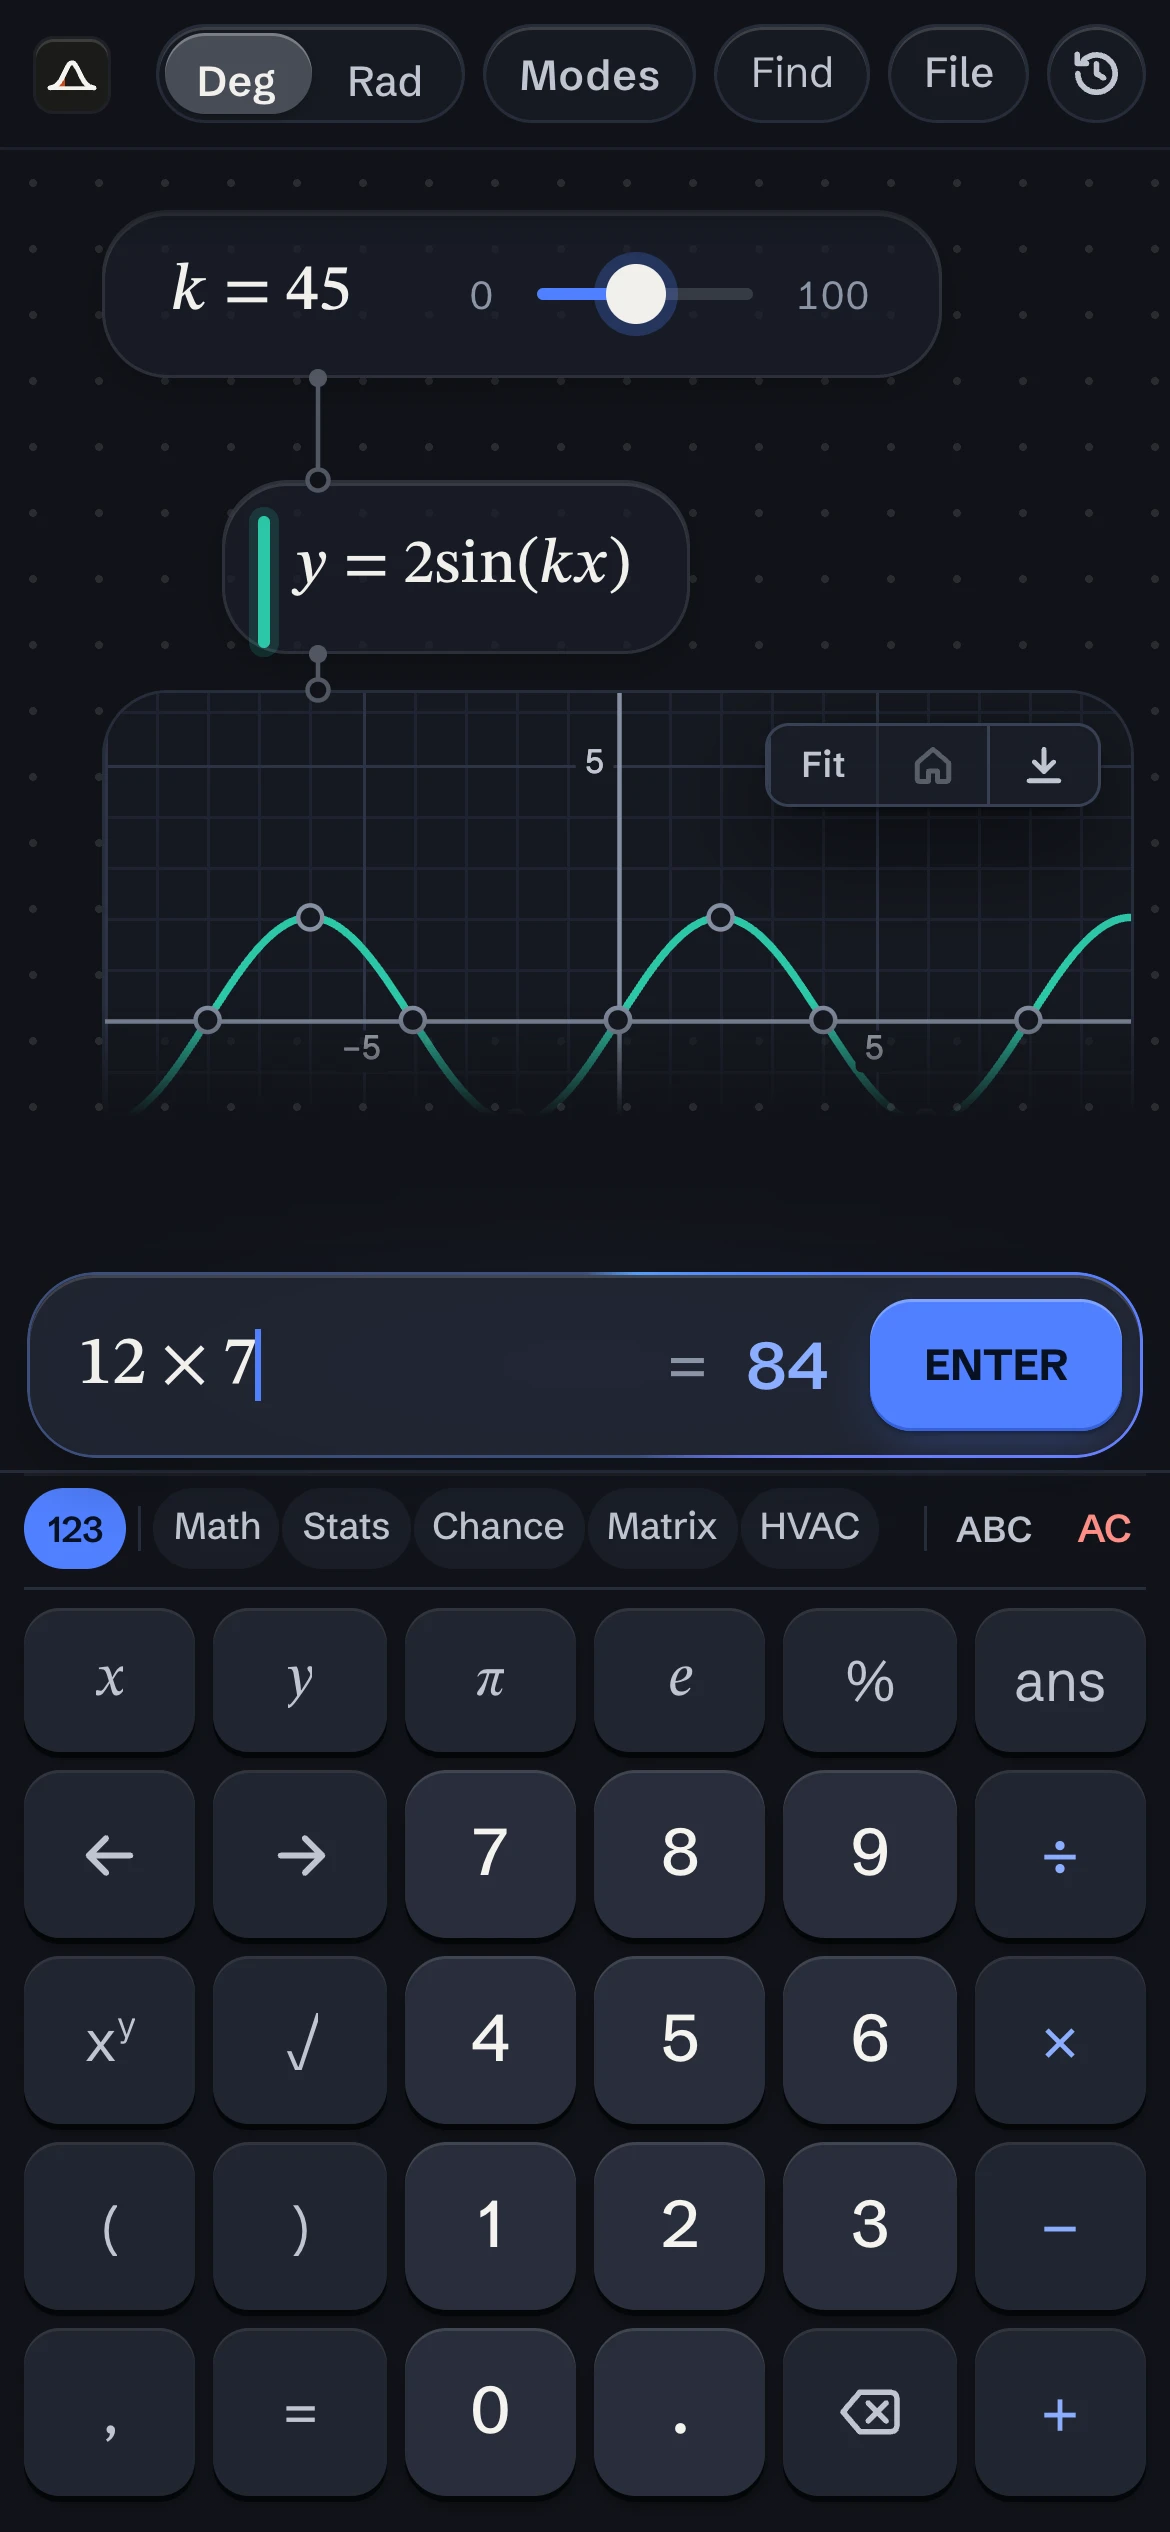 Deg Rad Modes Find File
k = 45 0 100
y = 2sin(kx)
Fit
5
−5 5
12 × 7 = 84 ENTER
123 Math Stats Chance Matrix HVAC ABC AC
x y π e % ans
← → 7 8 9 ÷
xʸ √ 4 5 6 ×
( ) 1 2 3 −
, = 0 . +